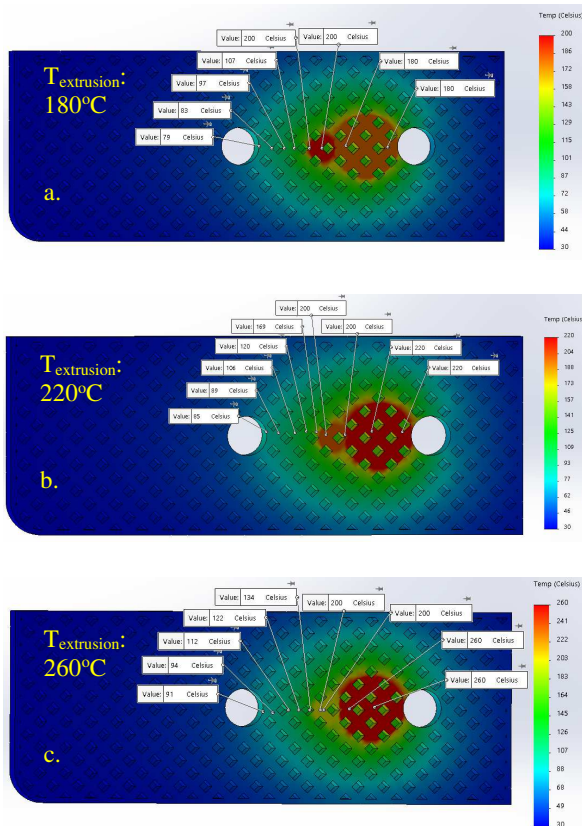 Temp (Celsius)
200
186
172
158
144
129
115
101
87
72
58
44
30
Value: 200 Celsius
Value: 200 Celsius
Value: 107 Celsius
Value: 180 Celsius
Value: 97 Celsius
Value: 180 Celsius
Value: 83 Celsius
Value: 79 Celsius
Textrusion:
180°C
a.
Temp (Celsius
220
204
188
173
157
141
125
109
93
78
62
46
30
Value: 200 Celsius
Value: 169 Celsius
Value: 200 Celsius
Value: 120 Celsius
Value: 220 Celsius
Value: 106 Celsius
Value: 220 Celsius
Value: 89 Celsius
Value: 85 Celsius
Textrusion:
220°C
b.
Temp (Celsius)
260
241
222
203
183
164
145
126
107
87
68
49
30
Value: 134 Celsius
Value: 200 Celsius
Value: 122 Celsius
Value: 200 Celsius
Value: 112 Celsius
Value: 260 Celsius
Value: 94 Celsius
Value: 260 Celsius
Value: 91 Celsius
Textrusion:
260°C
c.